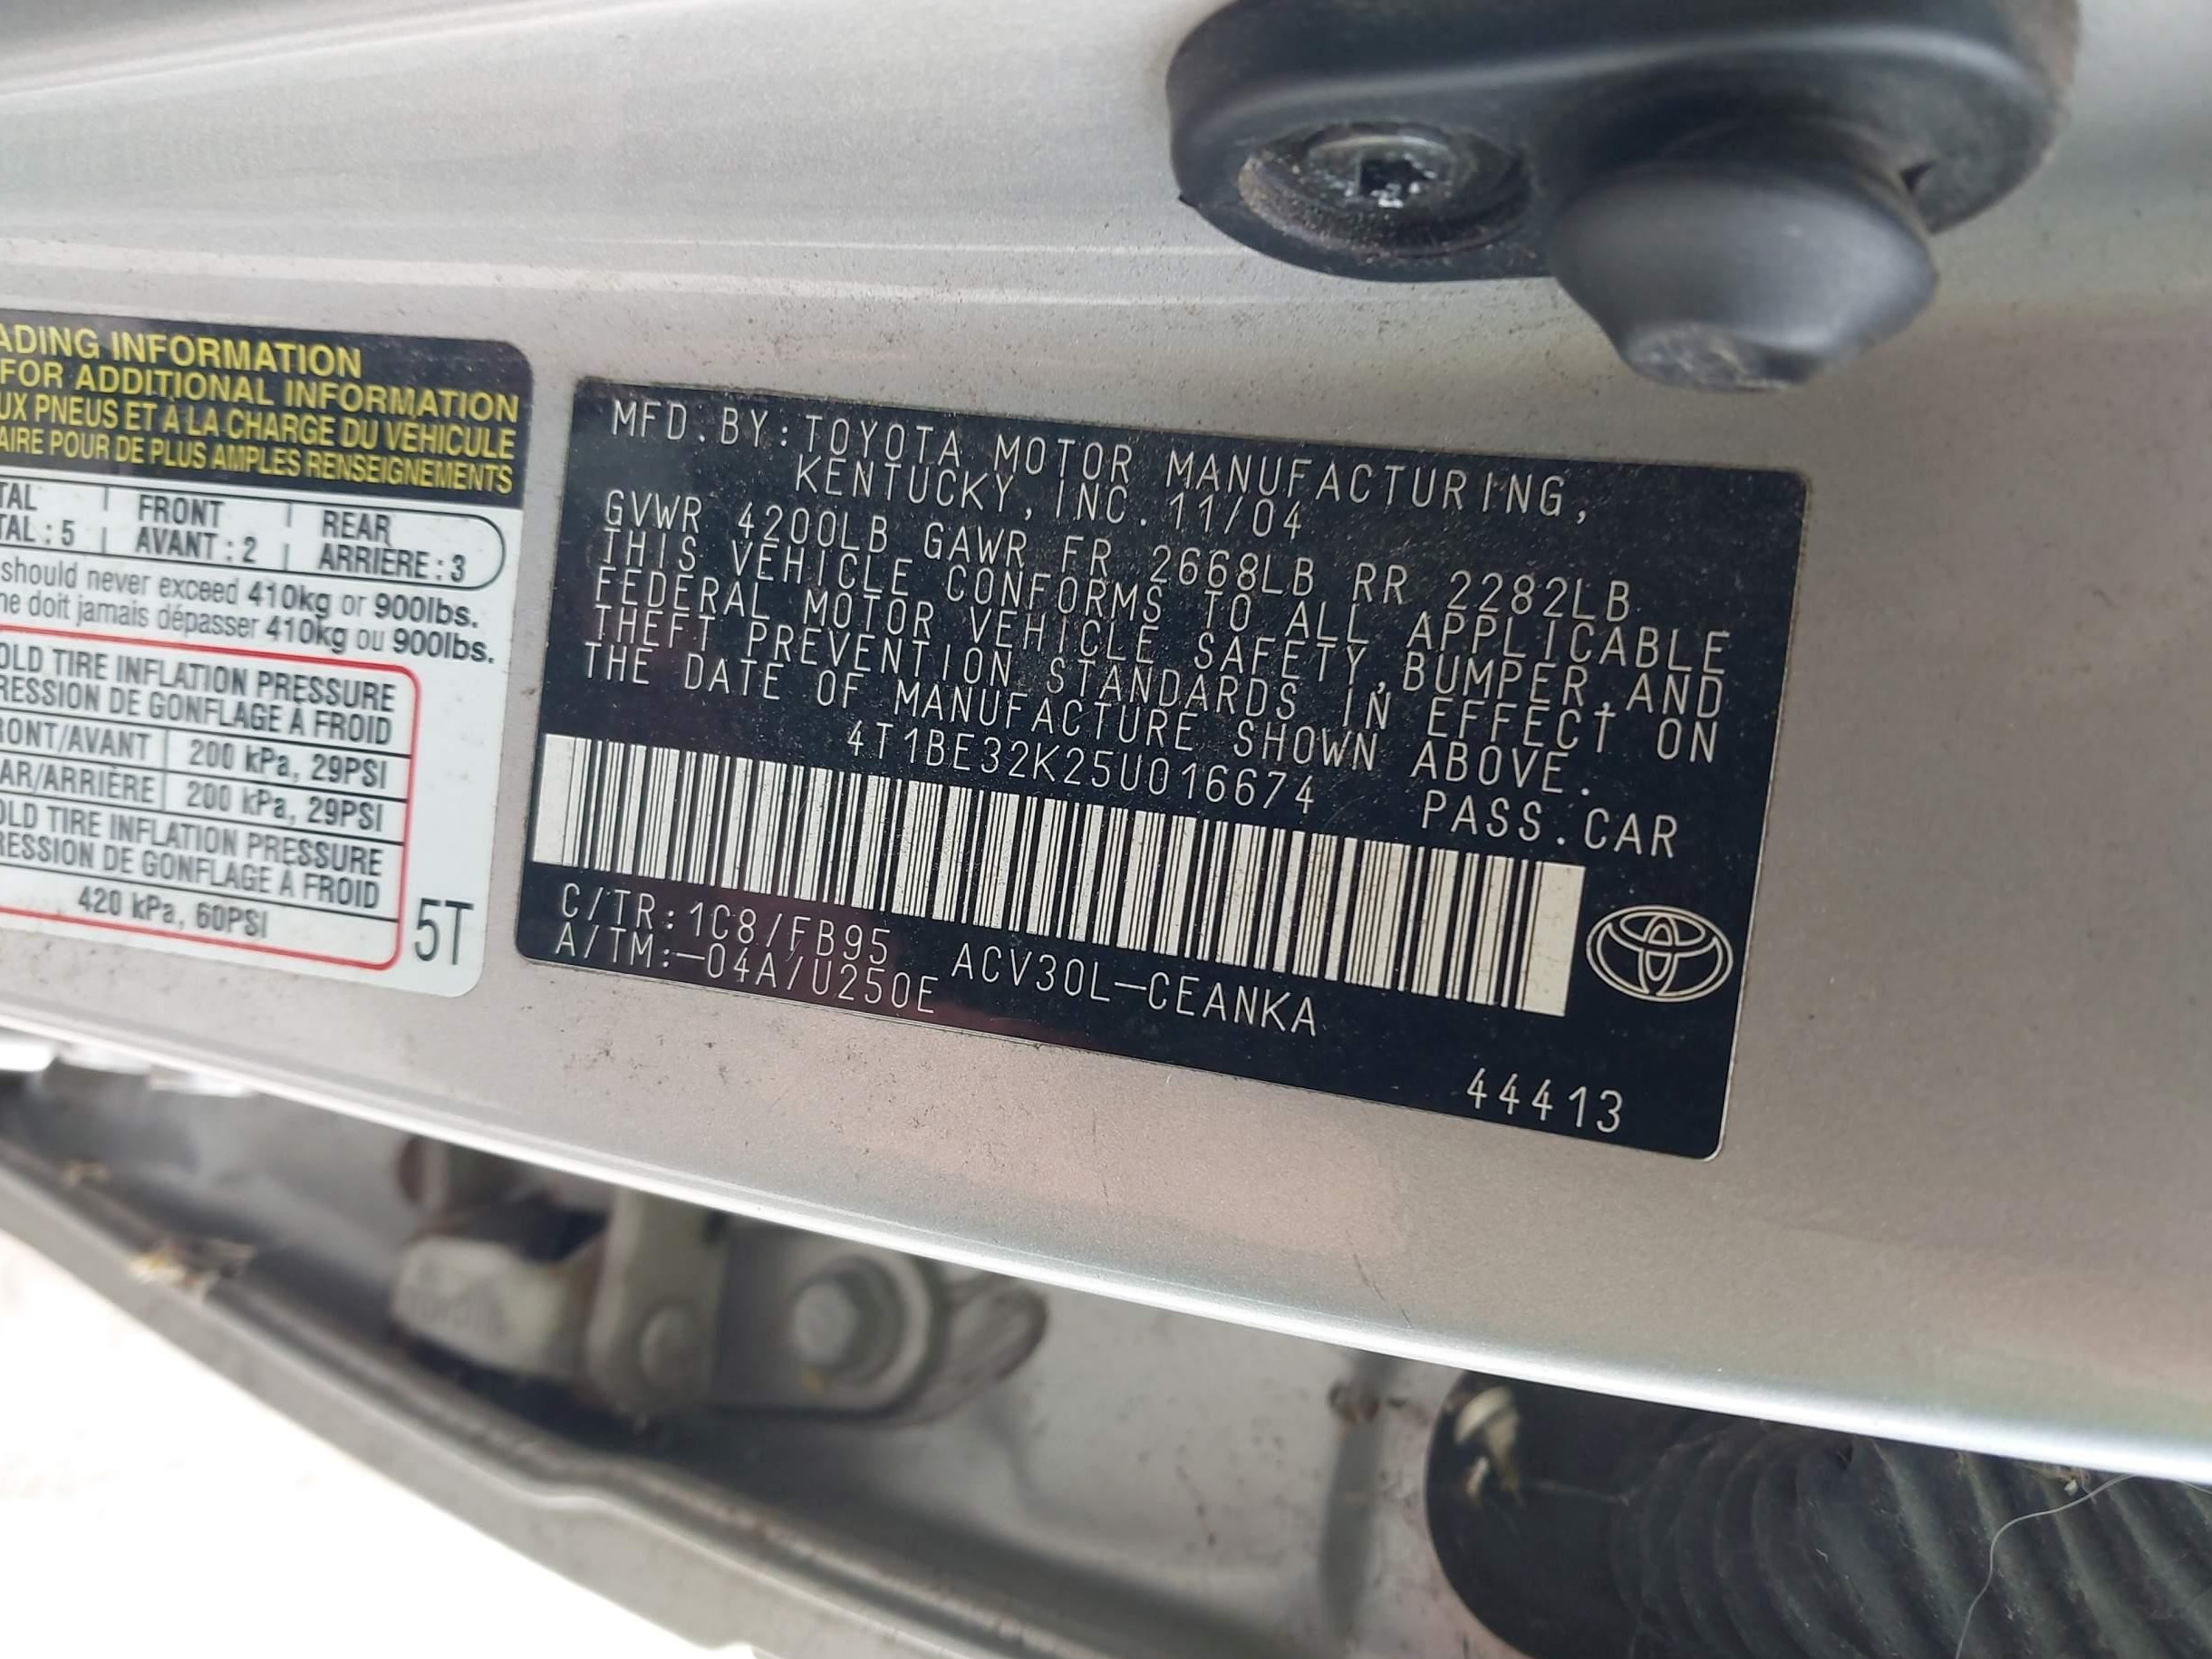 ADING INFORMATION
FOR ADDITIONAL INFORMATION
UX PNEUS ET À LA CHARGE DU VÉHICULE
AIRE POUR DE PLUS AMPLES RENSEIGNEMENTS
TAL FRONT REAR
TAL : 5 AVANT : 2 ARRIÈRE : 3
should never exceed 410kg or 900lbs.
ne doit jamais dépasser 410kg ou 900lbs.
OLD TIRE INFLATION PRESSURE
RESSION DE GONFLAGE À FROID
RONT/AVANT 200 kPa, 29PSI
AR/ARRIÈRE 200 kPa, 29PSI
OLD TIRE INFLATION PRESSURE
RESSION DE GONFLAGE À FROID
420 kPa, 60PSI
5T
MFD.BY:TOYOTA MOTOR MANUFACTURING,
KENTUCKY, INC. 11/04
GVWR 4200LB GAWR FR 2668LB RR 2282LB
THIS VEHICLE CONFORMS TO ALL APPLICABLE
FEDERAL MOTOR VEHICLE SAFETY,BUMPER,AND
THEFT PREVENTION STANDARDS IN EFFECT ON
THE DATE OF MANUFACTURE SHOWN ABOVE.
4T1BE32K25U016674 PASS.CAR
C/TR:1C8/FB95 ACV30L-CEANKA
A/TM:-04A/U250E
44413